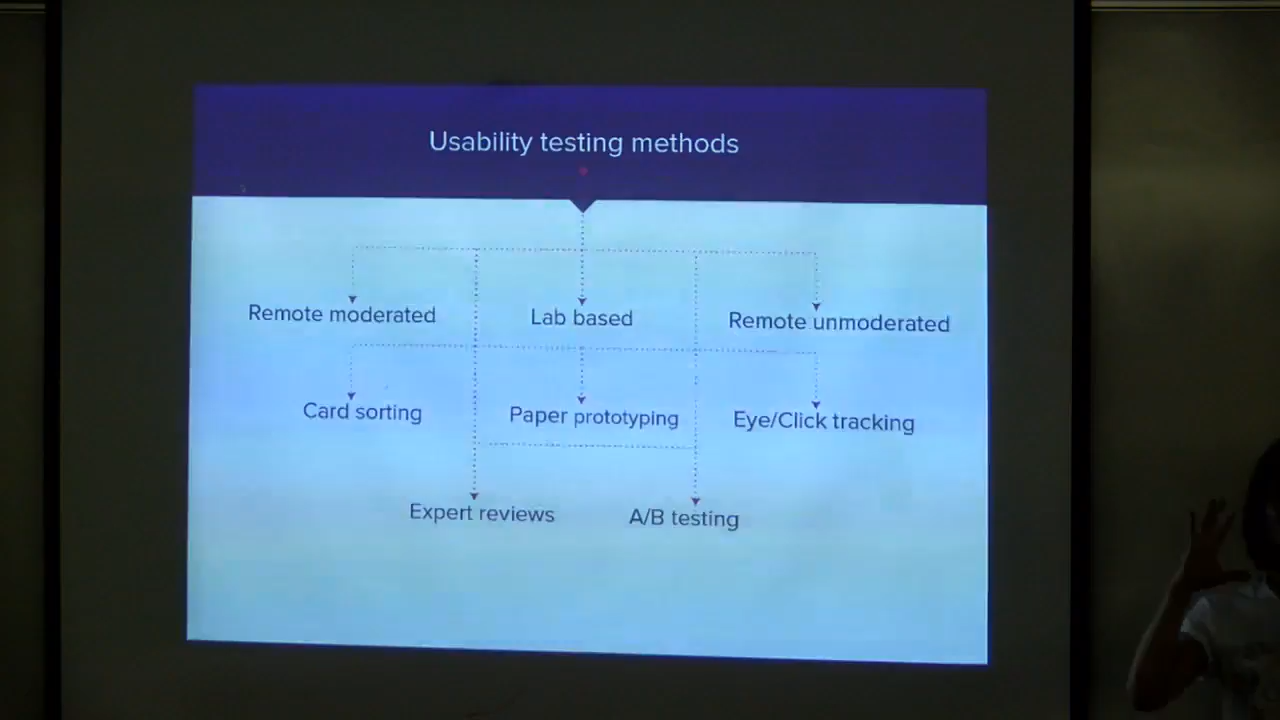 Usability testing methods
Remote moderated
Lab based
Remote unmoderated
Card sorting
Paper prototyping
Eye/Click tracking
Expert reviews
A/B testing